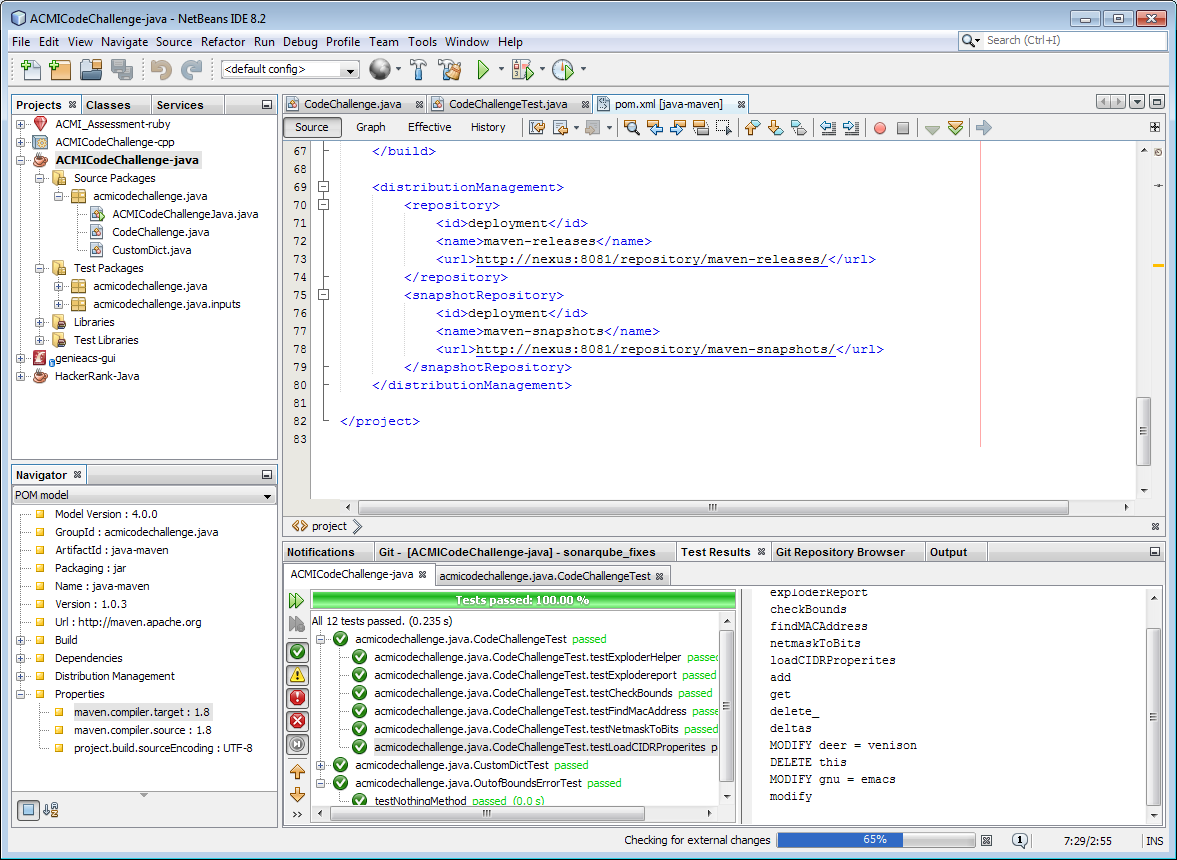 ACMICodeChallenge-java - NetBeans IDE 8.2
File Edit View Navigate Source Refactor Run Debug Profile Team Tools Window Help
Search (Ctrl+I)
<default config>
Projects Classes Services
ACMI_Assessment-ruby
ACMICodeChallenge-cpp
ACMICodeChallenge-java
Source Packages
acmicodechallenge.java
ACMICodeChallengeJava.java
CodeChallenge.java
CustomDict.java
Test Packages
acmicodechallenge.java
acmicodechallenge.java.inputs
Libraries
Test Libraries
genieacs-gui
HackerRank-Java
Navigator
POM model
Model Version : 4.0.0
GroupId : acmicodechallenge.java
ArtifactId : java-maven
Packaging : jar
Name : java-maven
Version : 1.0.3
Url : http://maven.apache.org
Build
Dependencies
Distribution Management
Properties
maven.compiler.target : 1.8
maven.compiler.source : 1.8
project.build.sourceEncoding : UTF-8
CodeChallenge.java CodeChallengeTest.java pom.xml [java-maven]
Source Graph Effective History
67 </build>
68
69 <distributionManagement>
70 <repository>
71 <id>deployment</id>
72 <name>maven-releases</name>
73 <url>http://nexus:8081/repository/maven-releases/</url>
74 </repository>
75 <snapshotRepository>
76 <id>deployment</id>
77 <name>maven-snapshots</name>
78 <url>http://nexus:8081/repository/maven-snapshots/</url>
79 </snapshotRepository>
80 </distributionManagement>
81
82 </project>
83
project
Notifications Git - [ACMICodeChallenge-java] - sonarqube_fixes Test Results Git Repository Browser Output
ACMICodeChallenge-java acmicodechallenge.java.CodeChallengeTest
Tests passed: 100.00 %
All 12 tests passed. (0.235 s)
acmicodechallenge.java.CodeChallengeTest passed
acmicodechallenge.java.CodeChallengeTest.testExploderHelper passed
acmicodechallenge.java.CodeChallengeTest.testExplodereport passed
acmicodechallenge.java.CodeChallengeTest.testCheckBounds passed
acmicodechallenge.java.CodeChallengeTest.testFindMacAddress passe
acmicodechallenge.java.CodeChallengeTest.testNetmaskToBits passed
acmicodechallenge.java.CodeChallengeTest.testLoadCIDRProperites p
acmicodechallenge.java.CustomDictTest passed
acmicodechallenge.java.OutofBoundsErrorTest passed
testNothingMethod passed (0.0 s)
exploderReport
checkBounds
findMACAddress
netmaskToBits
loadCIDRProperites
add
get
delete_
deltas
MODIFY deer = venison
DELETE this
MODIFY gnu = emacs
modify
Checking for external changes 65% 1 7:29/2:55 INS